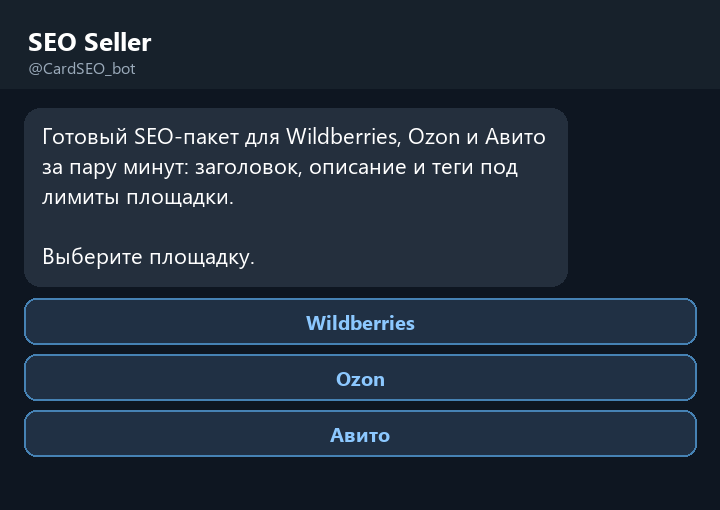 SEO Seller
@CardSEO_bot
Готовый SEO-пакет для Wildberries, Ozon и Авито
за пару минут: заголовок, описание и теги под
лимиты площадки.
Выберите площадку.
Wildberries
Ozon
Авито